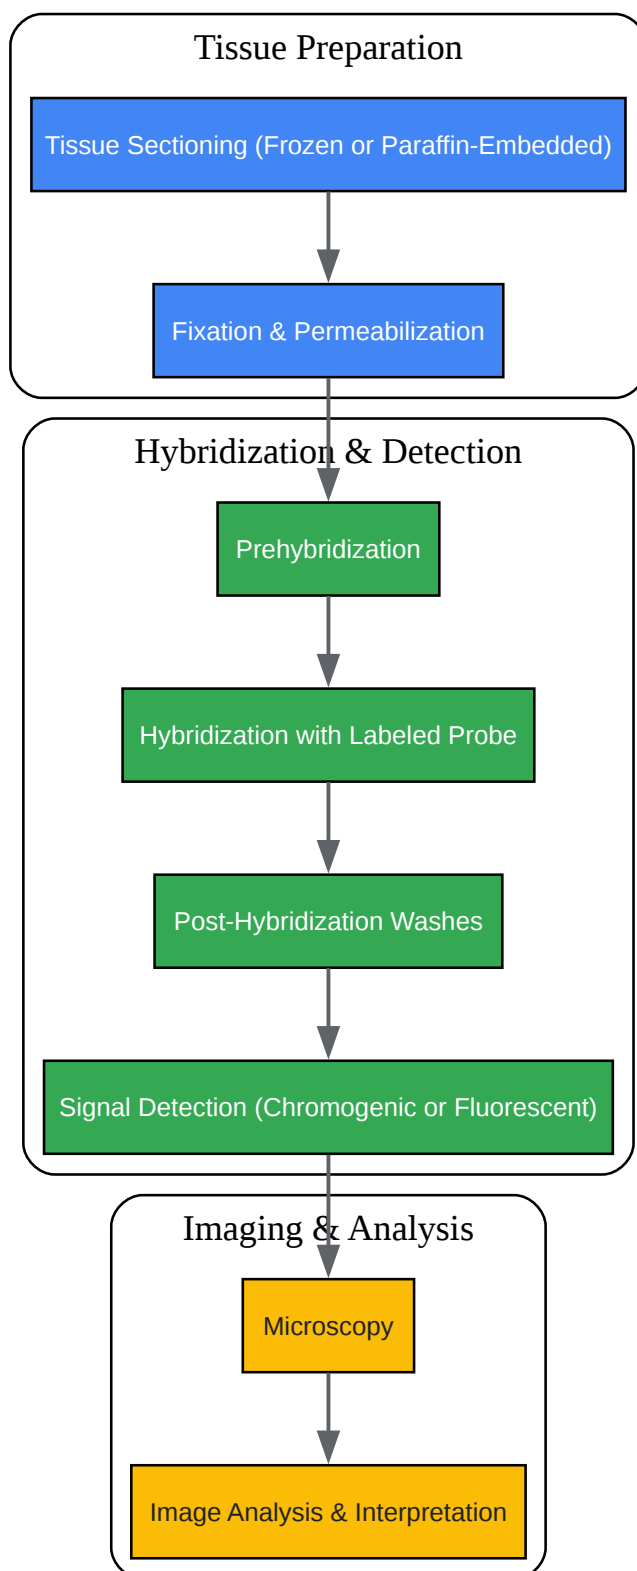 Tissue Preparation
Tissue Sectioning (Frozen or Paraffin-Embedded)
Fixation & Permeabilization
Hybridization & Detection
Prehybridization
Hybridization with Labeled Probe
Post-Hybridization Washes
Signal Detection (Chromogenic or Fluorescent)
Imaging & Analysis
Microscopy
Image Analysis & Interpretation